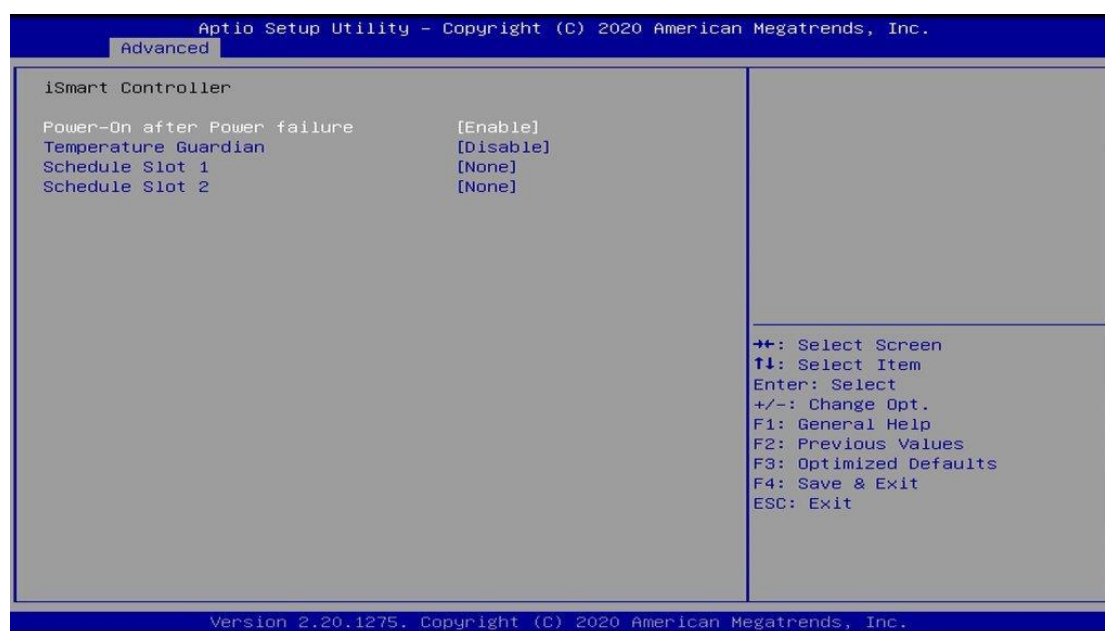 Aptio Setup Utility – Copyright (C) 2020 American Megatrends, Inc.
Advanced
iSmart Controller
Power-On after Power failure [Enable]
Temperature Guardian [Disable]
Schedule Slot 1 [None]
Schedule Slot 2 [None]
→←: Select Screen
↑↓: Select Item
Enter: Select
+/-: Change Opt.
F1: General Help
F2: Previous Values
F3: Optimized Defaults
F4: Save & Exit
ESC: Exit
Version 2.20.1275. Copyright (C) 2020 American Megatrends, Inc.